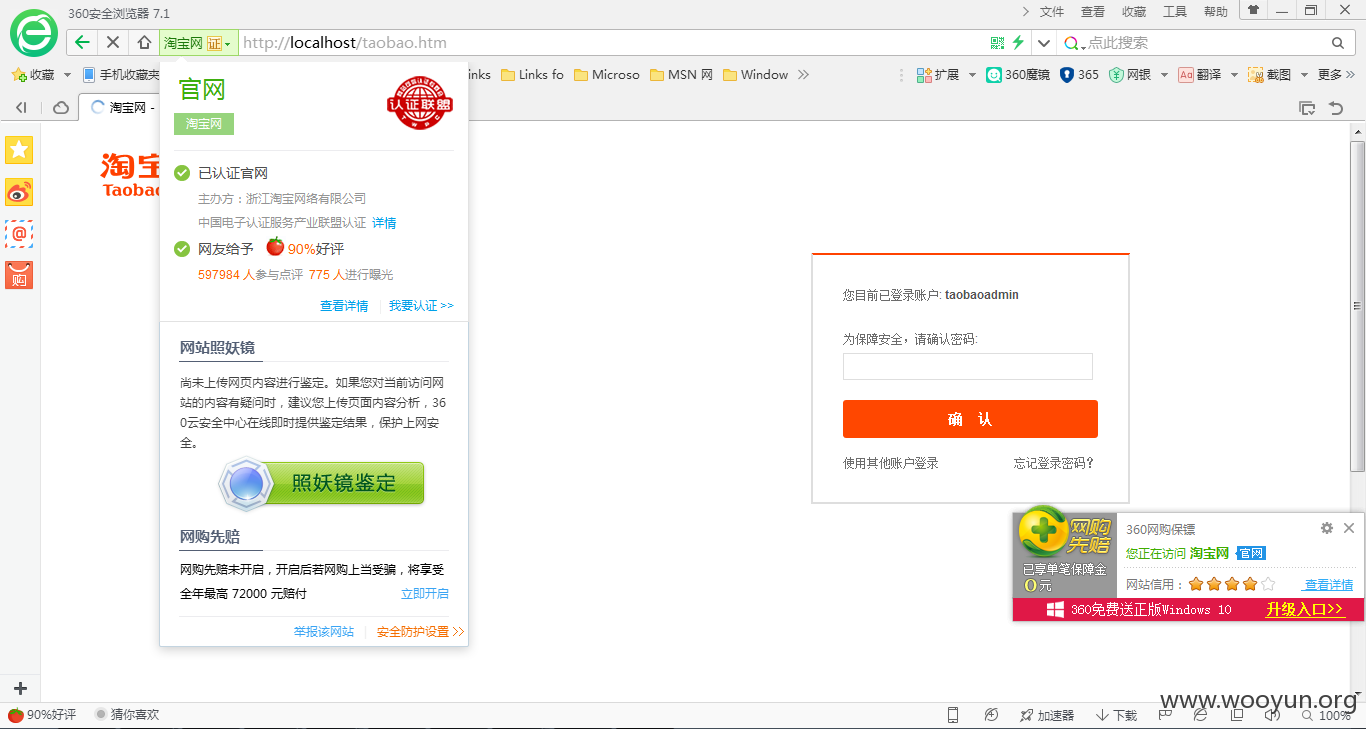 360安全浏览器 7.1
文件 查看 收藏 工具 帮助
淘宝网 证 http://localhost/taobao.htm 点此搜索
收藏 手机收藏夹 inks Links fo Microso MSN 网 Window 扩展 360魔镜 365 网银 Aa 翻译 截图 更多
淘宝网 -
官网
淘宝网
认证联盟
T W P C
已认证官网
主办方：浙江淘宝网络有限公司
中国电子认证服务产业联盟认证 详情
网友给予 90%好评
597984 人参与点评 775 人进行曝光
查看详情 我要认证 >>
网站照妖镜
尚未上传网页内容进行鉴定。如果您对当前访问网
站的内容有疑问时，建议您上传页面内容分析，36
0云安全中心在线即时提供鉴定结果，保护上网安
全。
照妖镜鉴定
网购先赔
网购先赔未开启，开启后若网购上当受骗，将享受
全年最高 72000 元赔付 立即开启
举报该网站 安全防护设置 >>
@
购
淘宝
Taobao
您目前已登录账户: taobaoadmin
为保障安全，请确认密码:
确 认
使用其他账户登录 忘记登录密码?
网购
先赔
已享单笔保障金
0 元
360网购保镖
您正在访问 淘宝网 官网
网站信用： 查看详情
360免费送正版Windows 10 升级入口>>
www.wooyun.org
90%好评 猜你喜欢 加速器 下载 100%